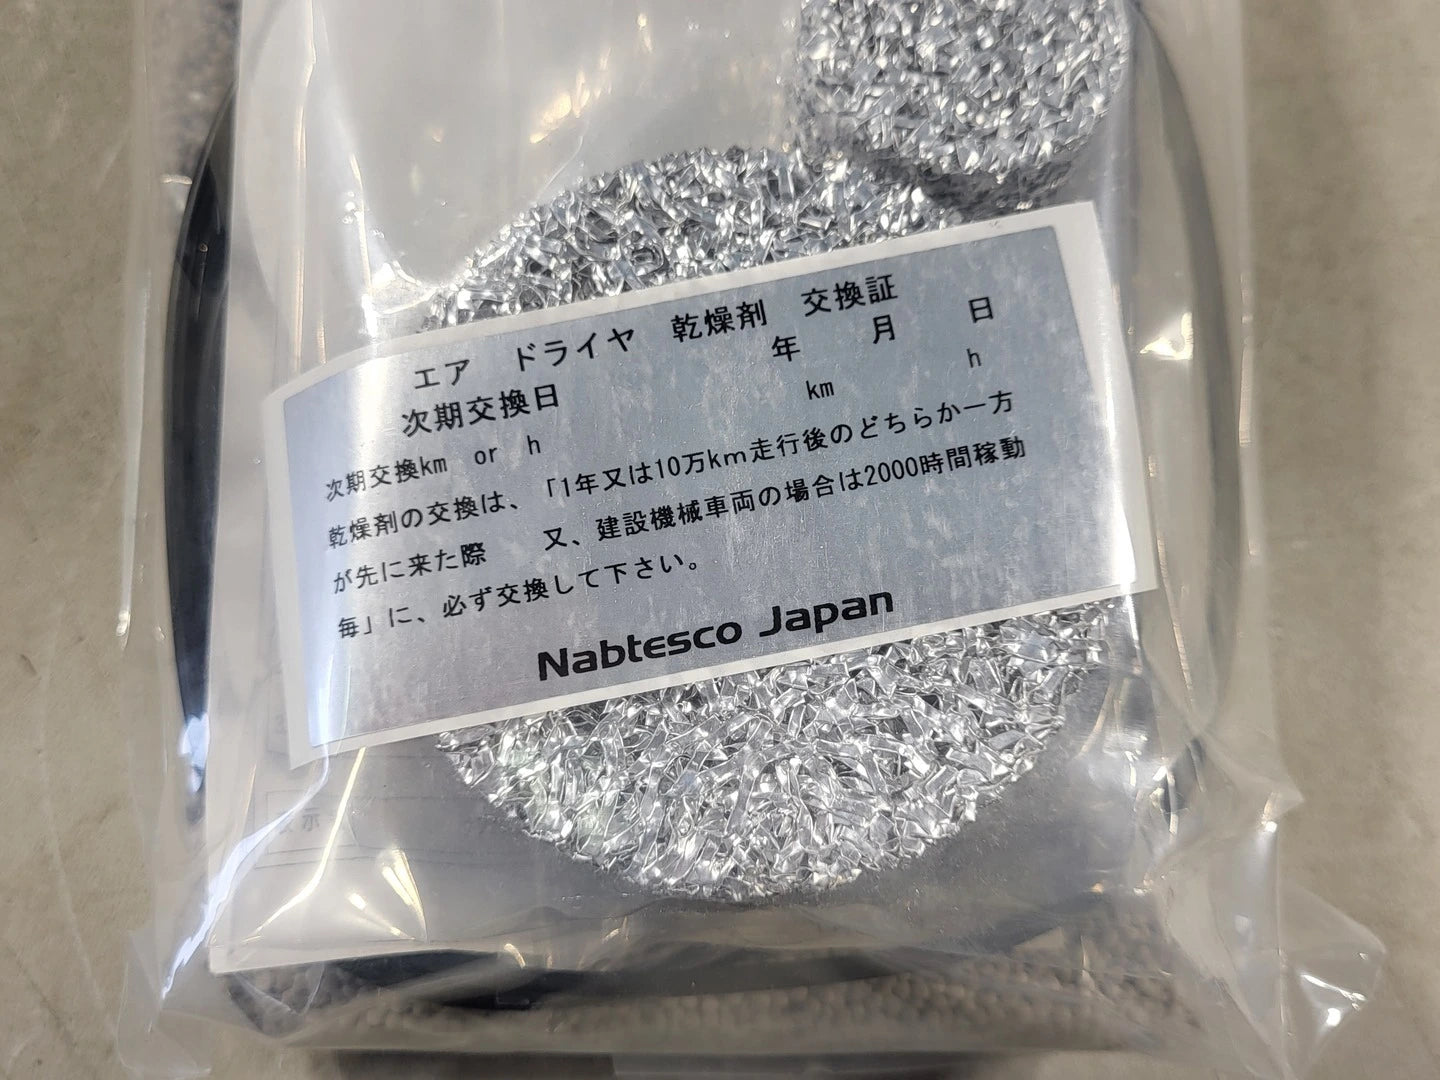 エア ドライヤ 乾燥剤 交換証
次期交換日 年 月 日
次期交換km or h km h
乾燥剤の交換は、「1年又は10万km走行後のどちらか一方
が先に来た際 又、建設機械車両の場合は2000時間稼動
毎」に、必ず交換して下さい。
Nabtesco Japan
表示